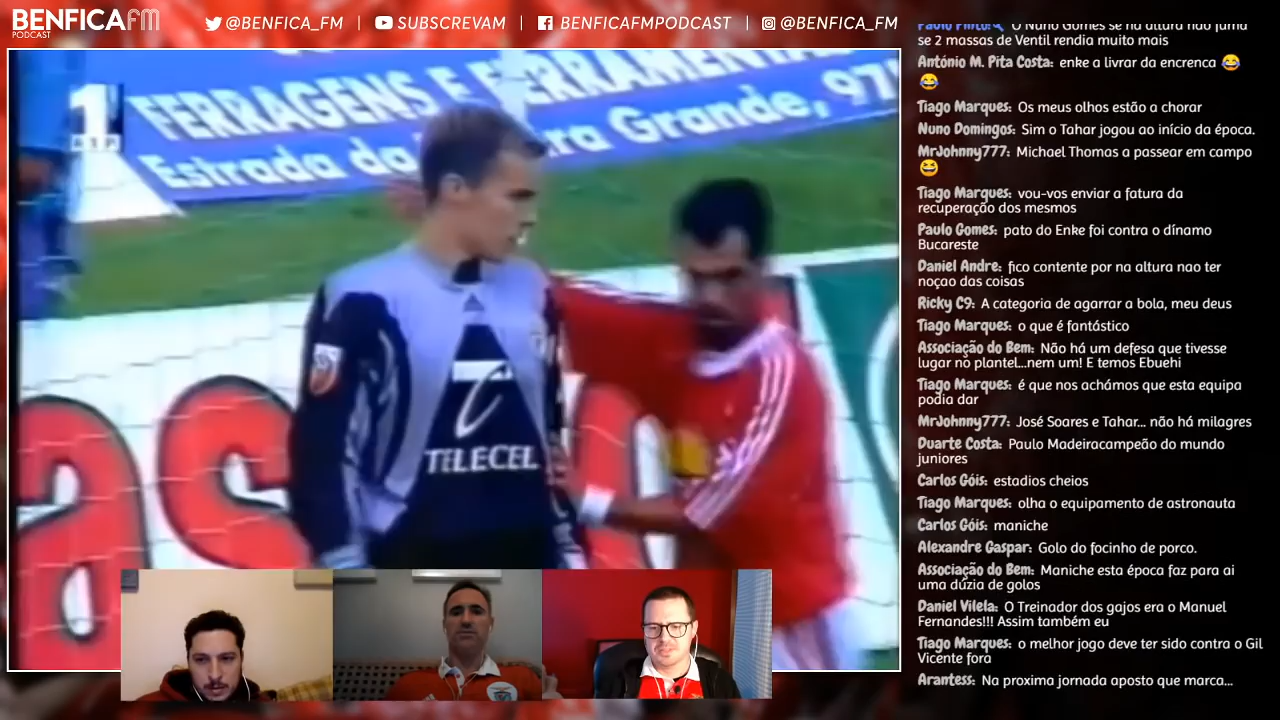 BENFICA FM
PODCAST
@BENFICA_FM | SUBSCREVAM | BENFICAFMPODCAST | @BENFICA_FM
1
RTP
FERRAGENS E FERRAMENTAS
Estrada da Grande, 97
TELECEL
as
Paulo Pinto: O Nuno Gomes se na altura não fuma
se 2 massas de Ventil rendia muito mais
António M. Pita Costa: enke a livrar da encrenca 😂
😂
Tiago Marques: Os meus olhos estão a chorar
Nuno Domingos: Sim o Tahar jogou ao início da época.
MrJohnny777: Michael Thomas a passear em campo
😆
Tiago Marques: vou-vos enviar a fatura da
recuperação dos mesmos
Paulo Gomes: pato do Enke foi contra o dínamo
Bucareste
Daniel Andre: fico contente por na altura nao ter
noçao das coisas
Ricky C9: A categoria de agarrar a bola, meu deus
Tiago Marques: o que é fantástico
Associação do Bem: Não há um defesa que tivesse
lugar no plantel...nem um! E temos Ebuehi
Tiago Marques: é que nos achámos que esta equipa
podia dar
MrJohnny777: José Soares e Tahar... não há milagres
Duarte Costa: Paulo Madeiracampeão do mundo
juniores
Carlos Góis: estadios cheios
Tiago Marques: olha o equipamento de astronauta
Carlos Góis: maniche
Alexandre Gaspar: Golo do focinho de porco.
Associação do Bem: Maniche esta época faz para ai
uma dúzia de golos
Daniel Vilela: O Treinador dos gajos era o Manuel
Fernandes!!! Assim também eu
Tiago Marques: o melhor jogo deve ter sido contra o Gil
Vicente fora
Arantess: Na proxima jornada aposto que marca...